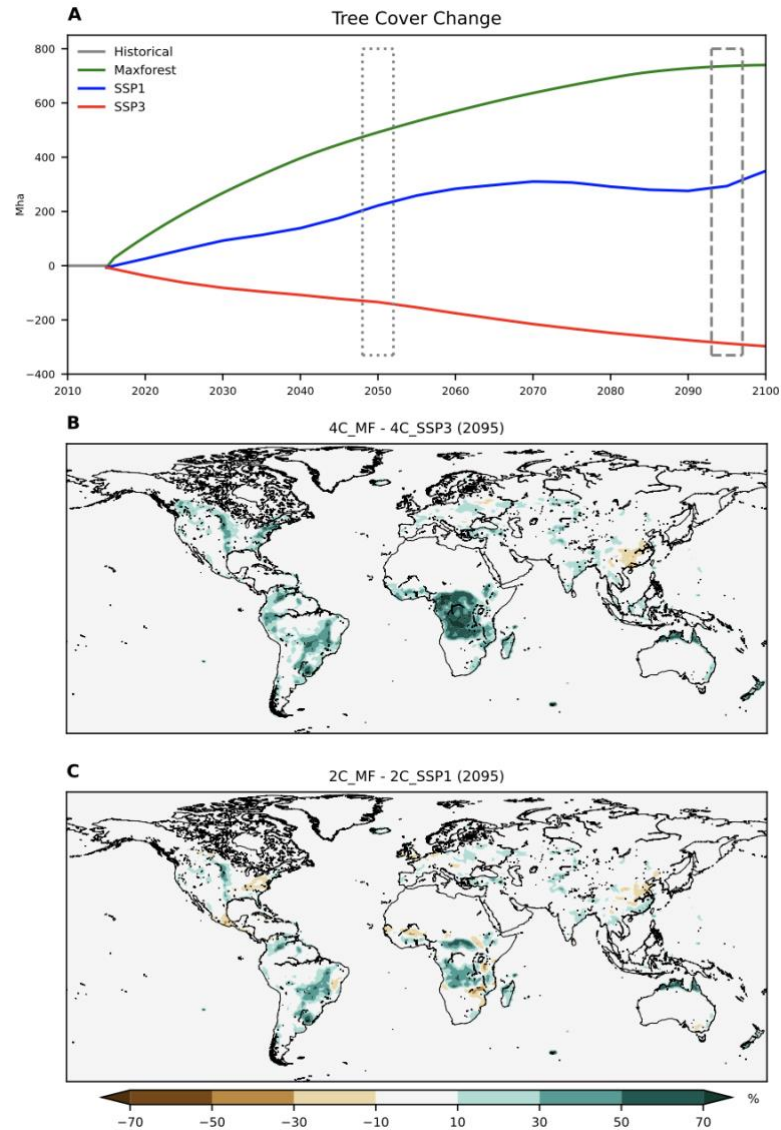 A
Tree Cover Change
Historical
Maxforest
SSP1
SSP3
Mha
800
600
400
200
0
−200
−400
2010 2020 2030 2040 2050 2060 2070 2080 2090 2100
B
4C_MF - 4C_SSP3 (2095)
C
2C_MF - 2C_SSP1 (2095)
−70 −50 −30 −10 10 30 50 70 %